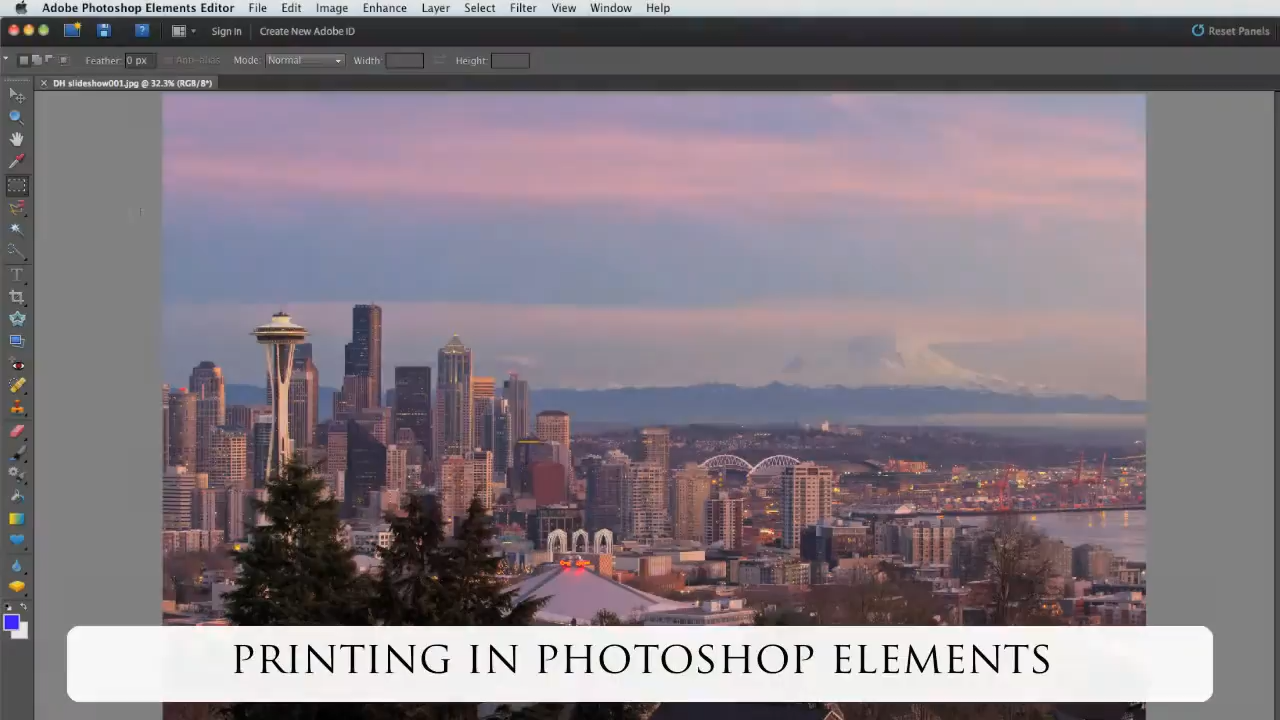 Adobe Photoshop Elements Editor File Edit Image Enhance Layer Select Filter View Window Help
? Sign In Create New Adobe ID Reset Panels
Feather: 0 px Anti-alias Mode: Normal Width: Height:
DH slideshow001.jpg @ 32.3% (RGB/8*)
T
PRINTING IN PHOTOSHOP ELEMENTS